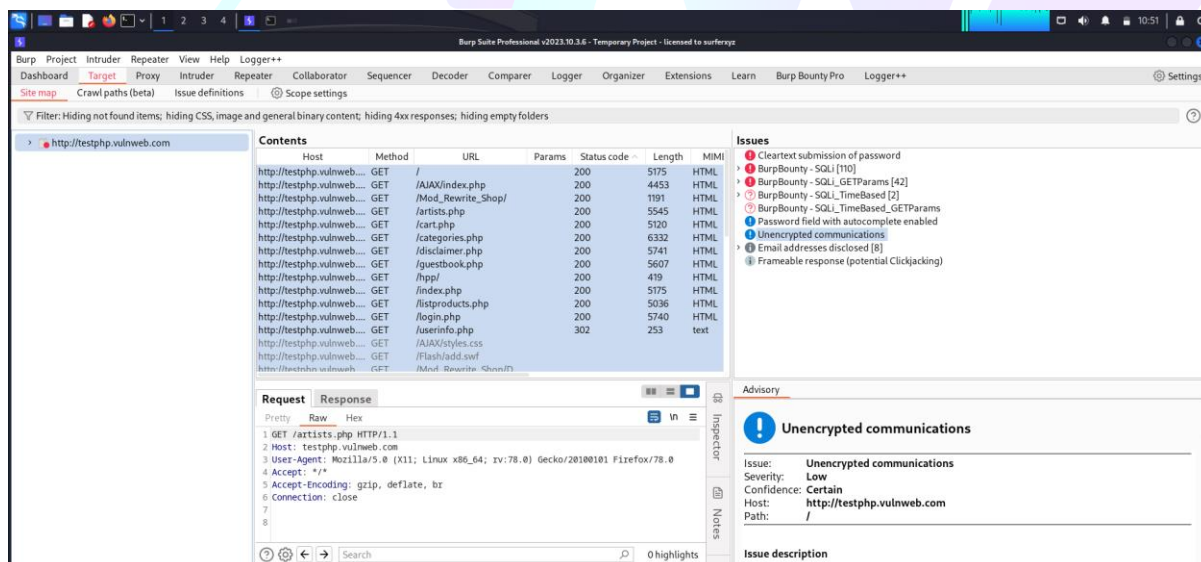 1 2 3 4
10:51
Burp Suite Professional v2023.10.3.6 - Temporary Project - licensed to surferxyz
Burp Project Intruder Repeater View Help Logger++
Dashboard Target Proxy Intruder Repeater Collaborator Sequencer Decoder Comparer Logger Organizer Extensions Learn Burp Bounty Pro Logger++ Settings
Site map Crawl paths (beta) Issue definitions Scope settings
Filter: Hiding not found items; hiding CSS, image and general binary content; hiding 4xx responses; hiding empty folders
http://testphp.vulnweb.com
Contents
Host Method URL Params Status code Length MIMI
http://testphp.vulnweb.... GET / 200 5175 HTML
http://testphp.vulnweb.... GET /AJAX/index.php 200 4453 HTML
http://testphp.vulnweb.... GET /Mod_Rewrite_Shop/ 200 1191 HTML
http://testphp.vulnweb.... GET /artists.php 200 5545 HTML
http://testphp.vulnweb.... GET /cart.php 200 5120 HTML
http://testphp.vulnweb.... GET /categories.php 200 6332 HTML
http://testphp.vulnweb.... GET /disclaimer.php 200 5741 HTML
http://testphp.vulnweb.... GET /guestbook.php 200 5607 HTML
http://testphp.vulnweb.... GET /hpp/ 200 419 HTML
http://testphp.vulnweb.... GET /index.php 200 5175 HTML
http://testphp.vulnweb.... GET /listproducts.php 200 5036 HTML
http://testphp.vulnweb.... GET /login.php 200 5740 HTML
http://testphp.vulnweb.... GET /userinfo.php 302 253 text
http://testphp.vulnweb.... GET /AJAX/styles.css
http://testphp.vulnweb.... GET /Flash/add.swf
http://testphp.vulnweb.... GET /Mod_Rewrite_Shop/D
Issues
Cleartext submission of password
BurpBounty - SQLi [110]
BurpBounty - SQLi_GETParams [42]
BurpBounty - SQLi_TimeBased [2]
BurpBounty - SQLi_TimeBased_GETParams
Password field with autocomplete enabled
Unencrypted communications
Email addresses disclosed [8]
Frameable response (potential Clickjacking)
Request Response
Pretty Raw Hex \n
1 GET /artists.php HTTP/1.1
2 Host: testphp.vulnweb.com
3 User-Agent: Mozilla/5.0 (X11; Linux x86_64; rv:78.0) Gecko/20100101 Firefox/78.0
4 Accept: */*
5 Accept-Encoding: gzip, deflate, br
6 Connection: close
7
8
Search 0 highlights
Inspector
Notes
Advisory
Unencrypted communications
Issue: Unencrypted communications
Severity: Low
Confidence: Certain
Host: http://testphp.vulnweb.com
Path: /
Issue description